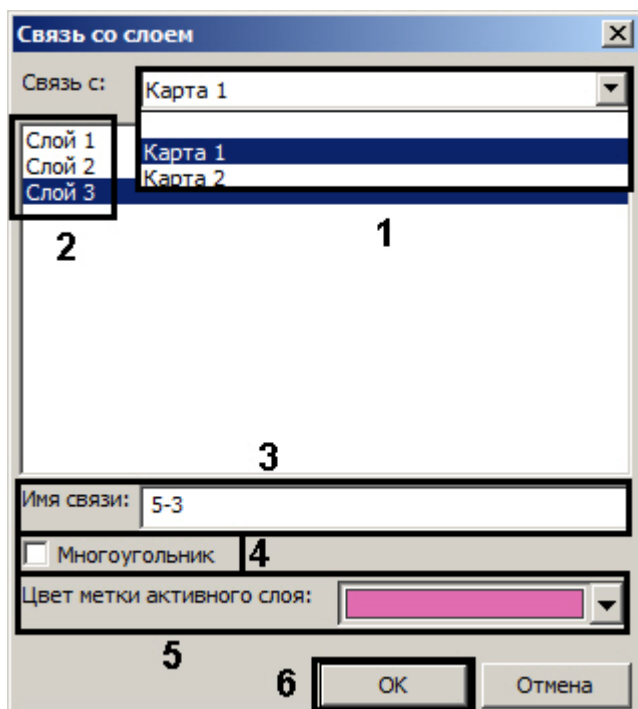 Связь со слоем
Связь с: Карта 1
Слой 1
Слой 2
Слой 3
Карта 1
Карта 2
1
2
3
Имя связи: 5-3
Многоугольник 4
Цвет метки активного слоя:
5
6 ОК Отмена